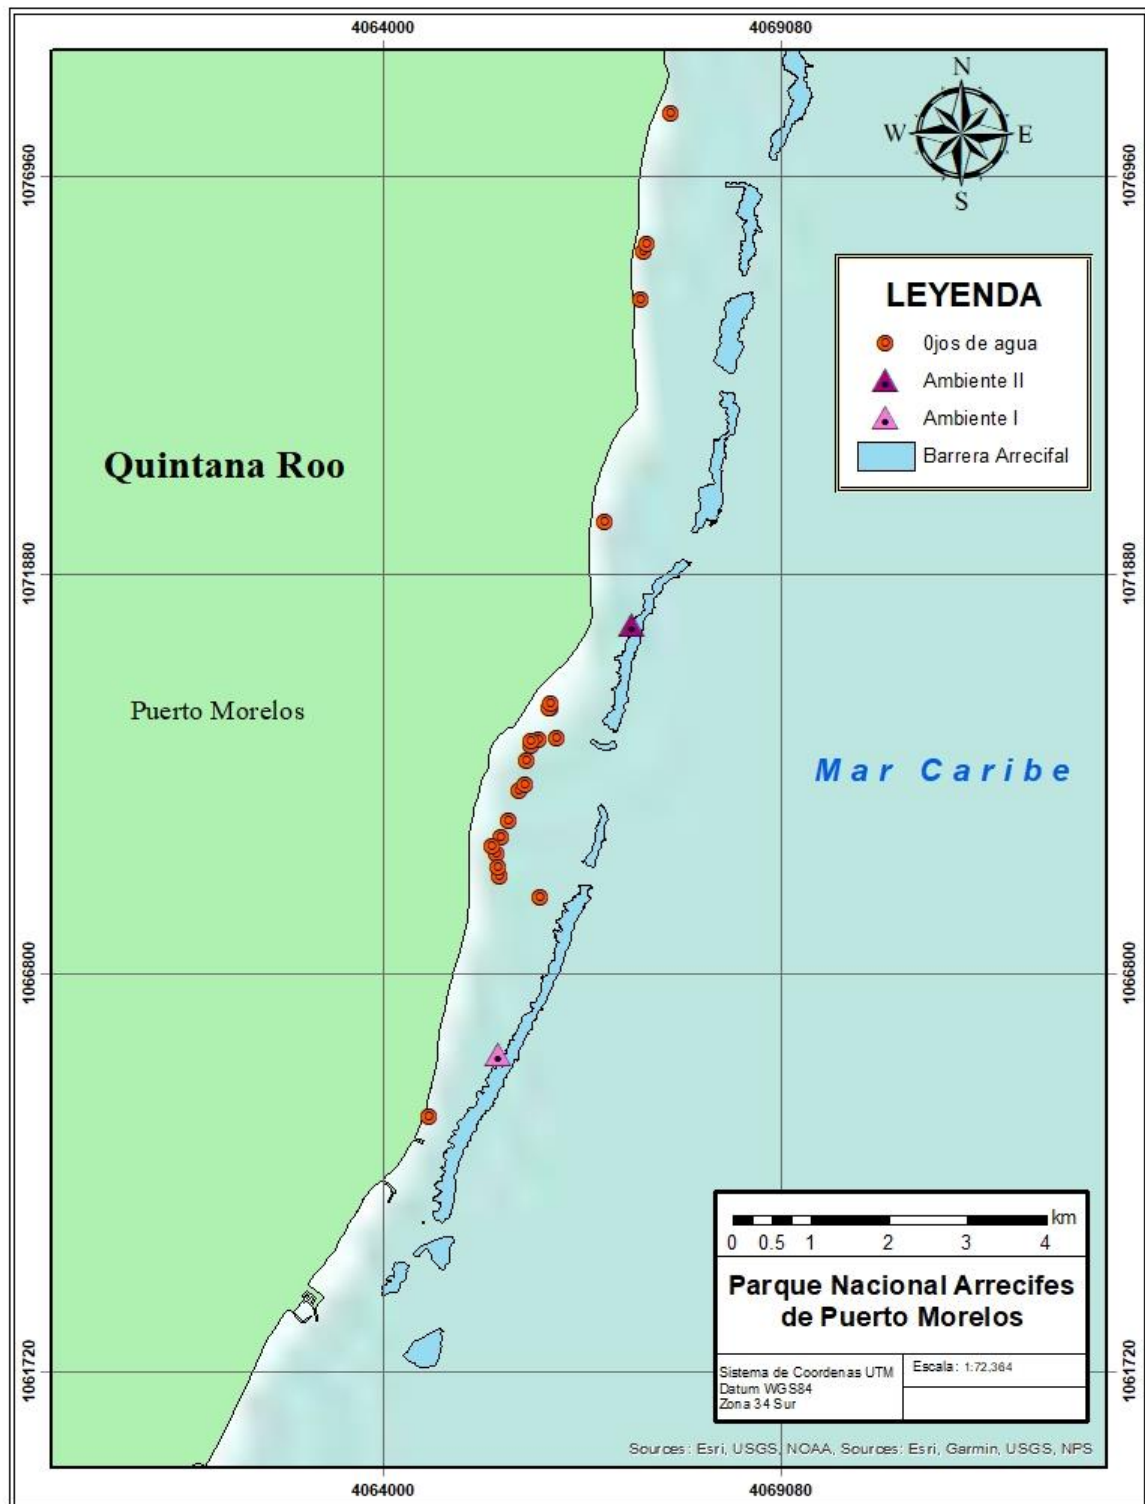 4064000
4069080
N
W
E
S
1076960
1076960
LEYENDA
0jos de agua
Ambiente II
Ambiente I
Barrera Arrecifal
Quintana Roo
1071880
1071880
Puerto Morelos
Mar Caribe
1066800
1066800
km
0 0.5 1 2 3 4
Parque Nacional Arrecifes
de Puerto Morelos
Sistema de Coordenas UTM
Datum WGS84
Zona 34 Sur
Escala: 1:72,364
1061720
1061720
Sources: Esri, USGS, NOAA, Sources: Esri, Garmin, USGS, NPS
4064000
4069080